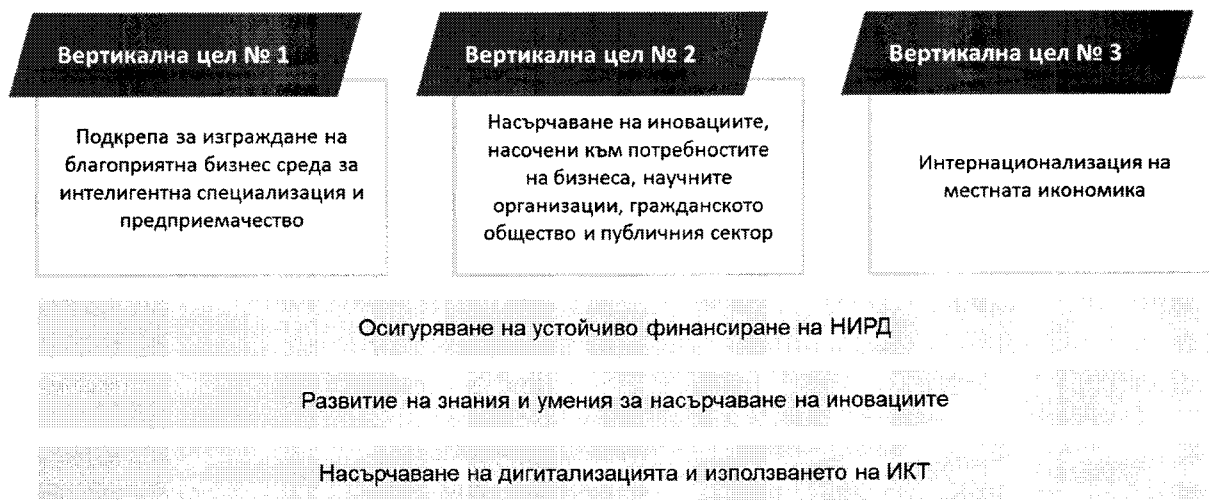 Вертикална цел № 1
Подкрепа за изграждане на
благоприятна бизнес среда за
интелигентна специализация и
предприемачество
Вертикална цел № 2
Насърчаване на иновациите,
насочени към потребностите
на бизнеса, научните
организации, гражданското
общество и публичния сектор
Вертикална цел № 3
Интернационализация на
местната икономика
Осигуряване на устойчиво финансиране на НИРД
Развитие на знания и умения за насърчаване на иновациите
Насърчаване на дигитализацията и използването на ИКТ